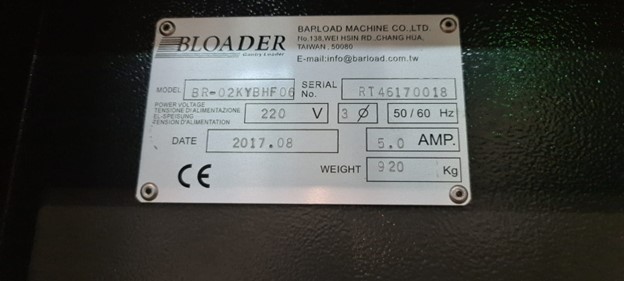 BLOADER
BARLOAD MACHINE CO.,LTD
No.138,WEI HSIN RD.,CHANG HUA,
TAIWAN , 50060
E-mail:info@barload.com.tw
MODEL BR-02KYBHF06 SERIAL No. RT46170018
POWER VOLTAGE
TENSIONE DI ALIMENTAZIONE
EL-SPEISUNG
TENSION D'ALIMENTATION
220 V 3 Ø 50 / 60 Hz
DATE 2017.08 5.0 AMP.
CE WEIGHT 920 Kg